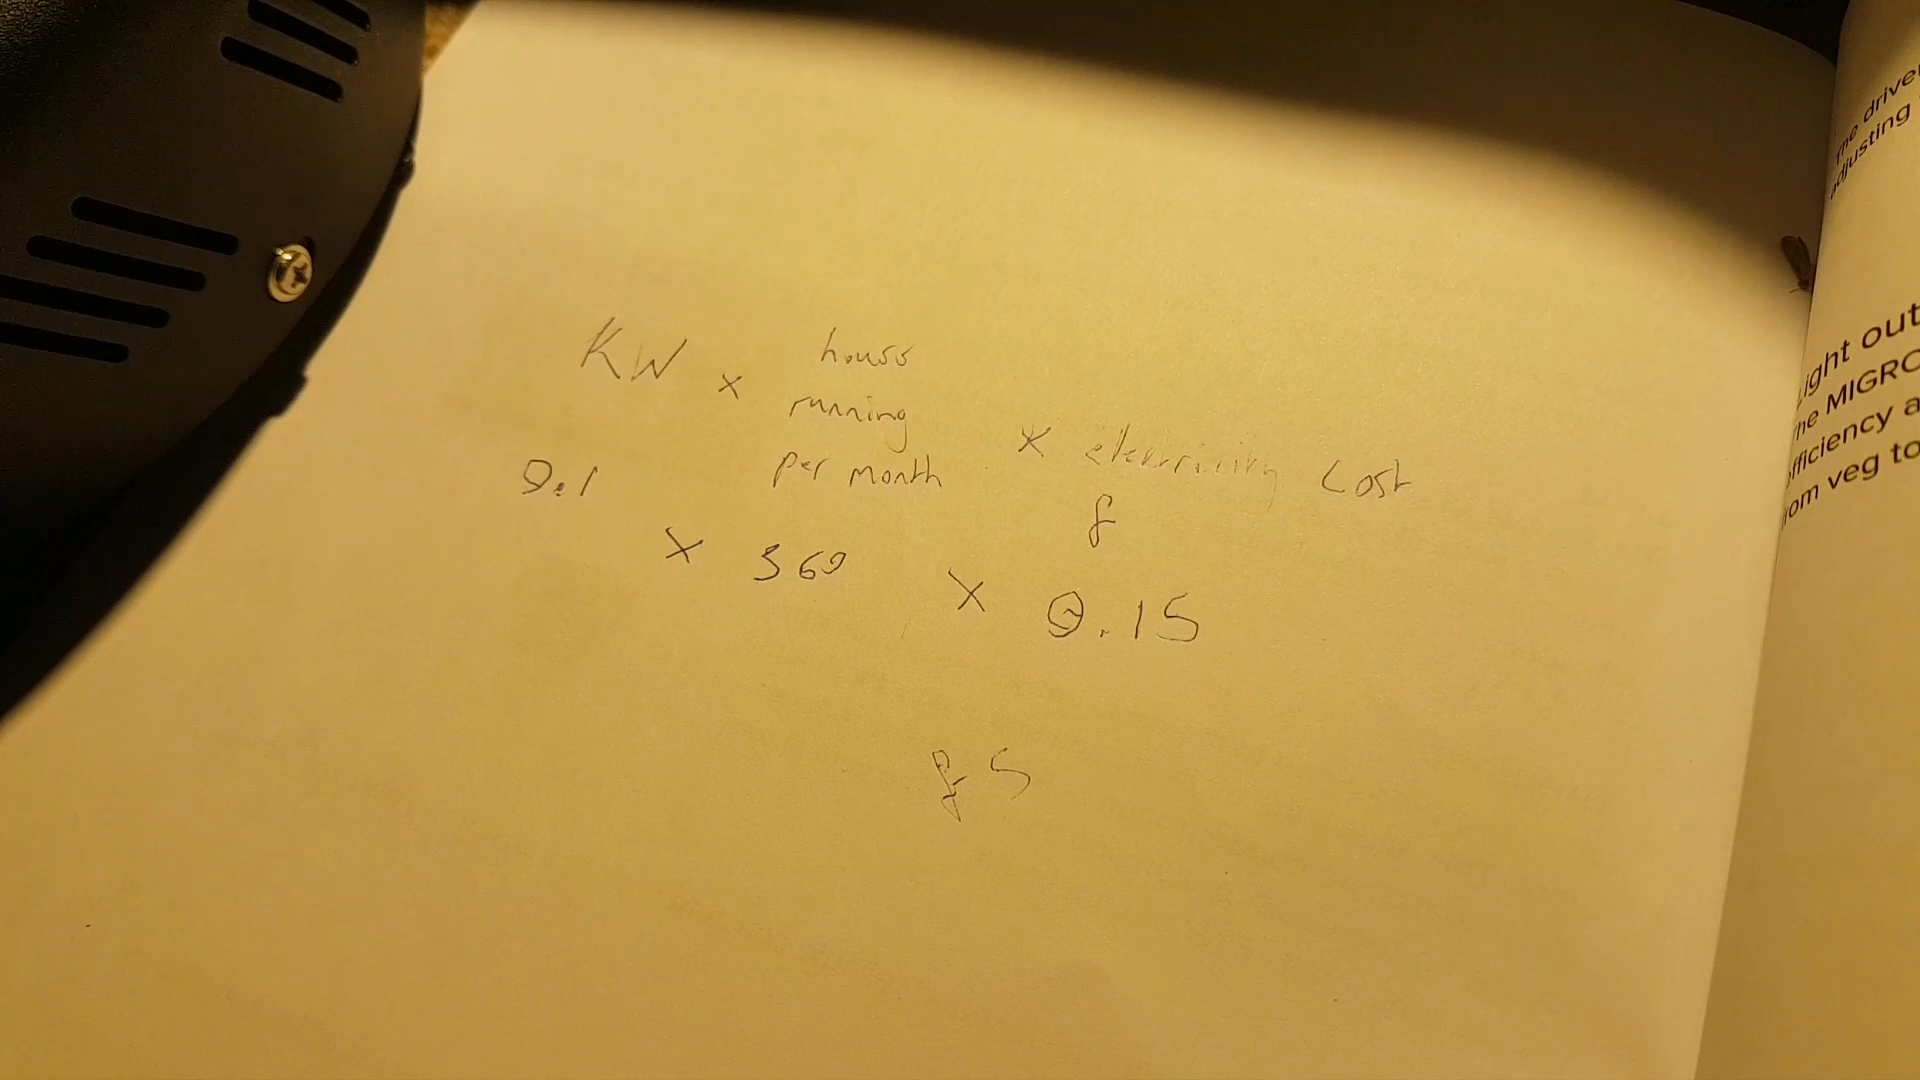 KW x hours
running
per month
x electricity cost
£
0.1 x 360 x 0.15
£5
The driver
adjusting
Light out
The MIGRO
efficiency a
from veg to